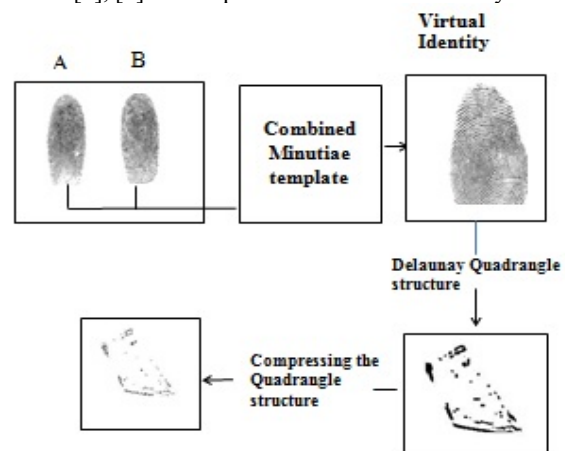 Virtual
Identity
A
B
Combined
Minutiae
template
Delaunay Quadrangle
structure
Compressing the
Quadrangle
structure